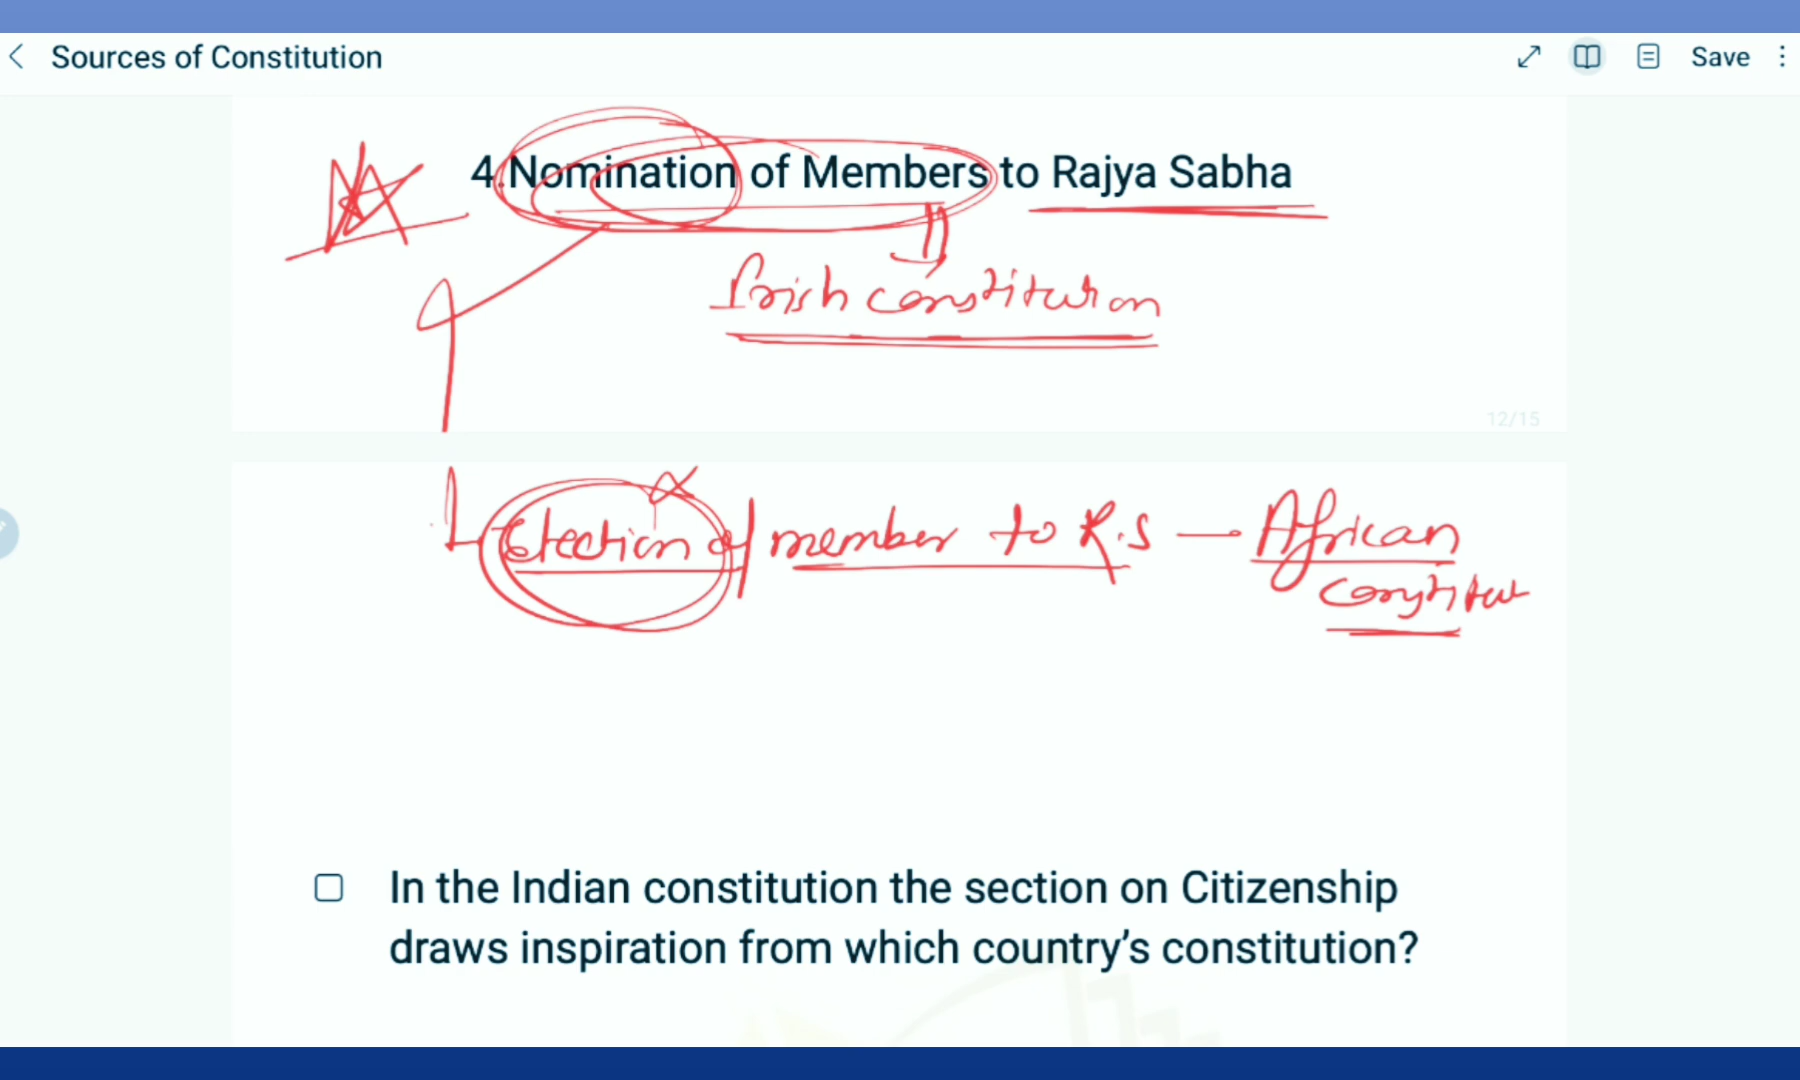 Sources of Constitution
Save
4.Nomination of Members to Rajya Sabha
Irish constitution
12/15
Election of member to R.S — African
constitut
In the Indian constitution the section on Citizenship
draws inspiration from which country's constitution?